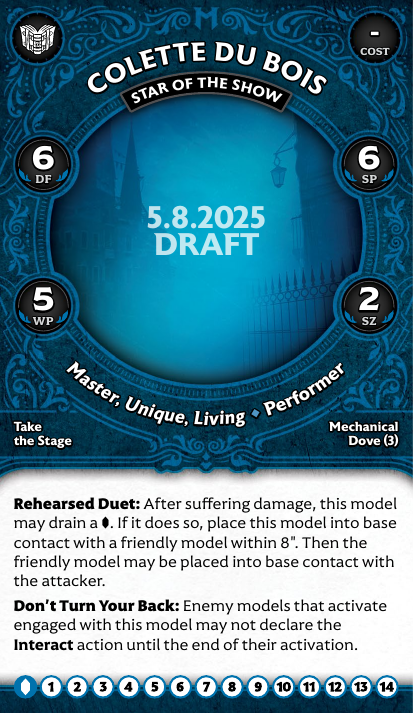 -
COST
COLETTE DU BOIS
STAR OF THE SHOW
6
DF
6
SP
5.8.2025
DRAFT
5
WP
2
SZ
Master, Unique, Living ◆ Performer
Take
the Stage
Mechanical
Dove (3)
Rehearsed Duet: After suffering damage, this model
may drain a ⬮. If it does so, place this model into base
contact with a friendly model within 8". Then the
friendly model may be placed into base contact with
the attacker.
Don’t Turn Your Back: Enemy models that activate
engaged with this model may not declare the
Interact action until the end of their activation.
1 2 3 4 5 6 7 8 9 10 11 12 13 14